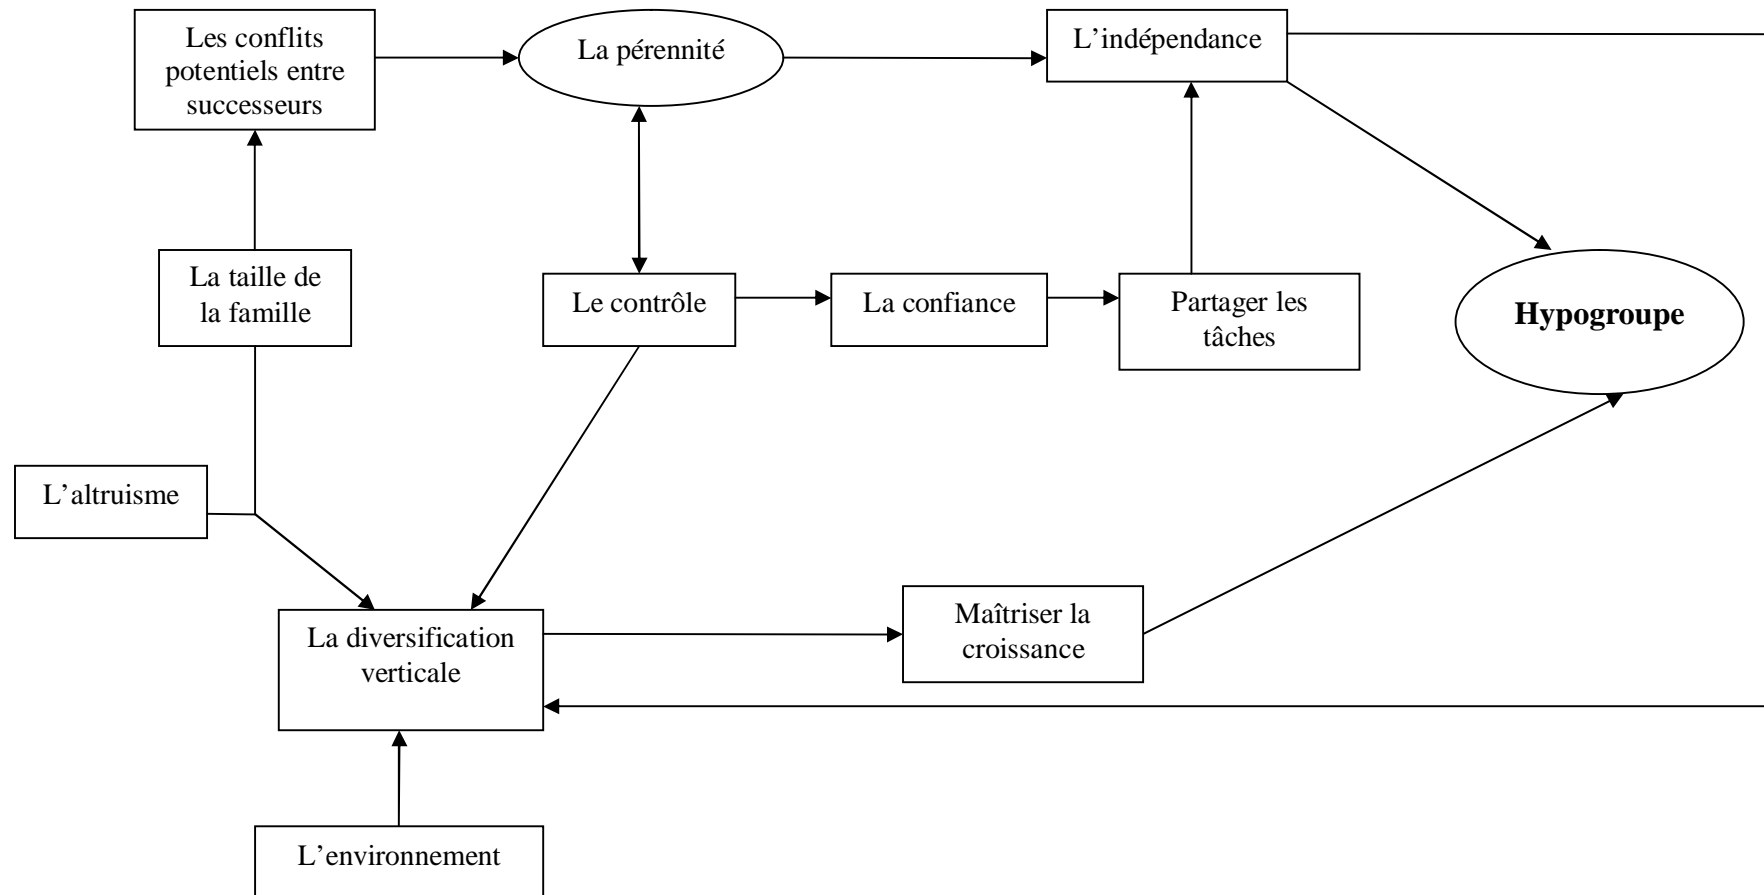 Les conflits
potentiels entre
successeurs
La pérennité
L’indépendance
La taille de
la famille
Le contrôle
La confiance
Partager les
tâches
Hypogroupe
L’altruisme
La diversification
verticale
Maîtriser la
croissance
L’environnement